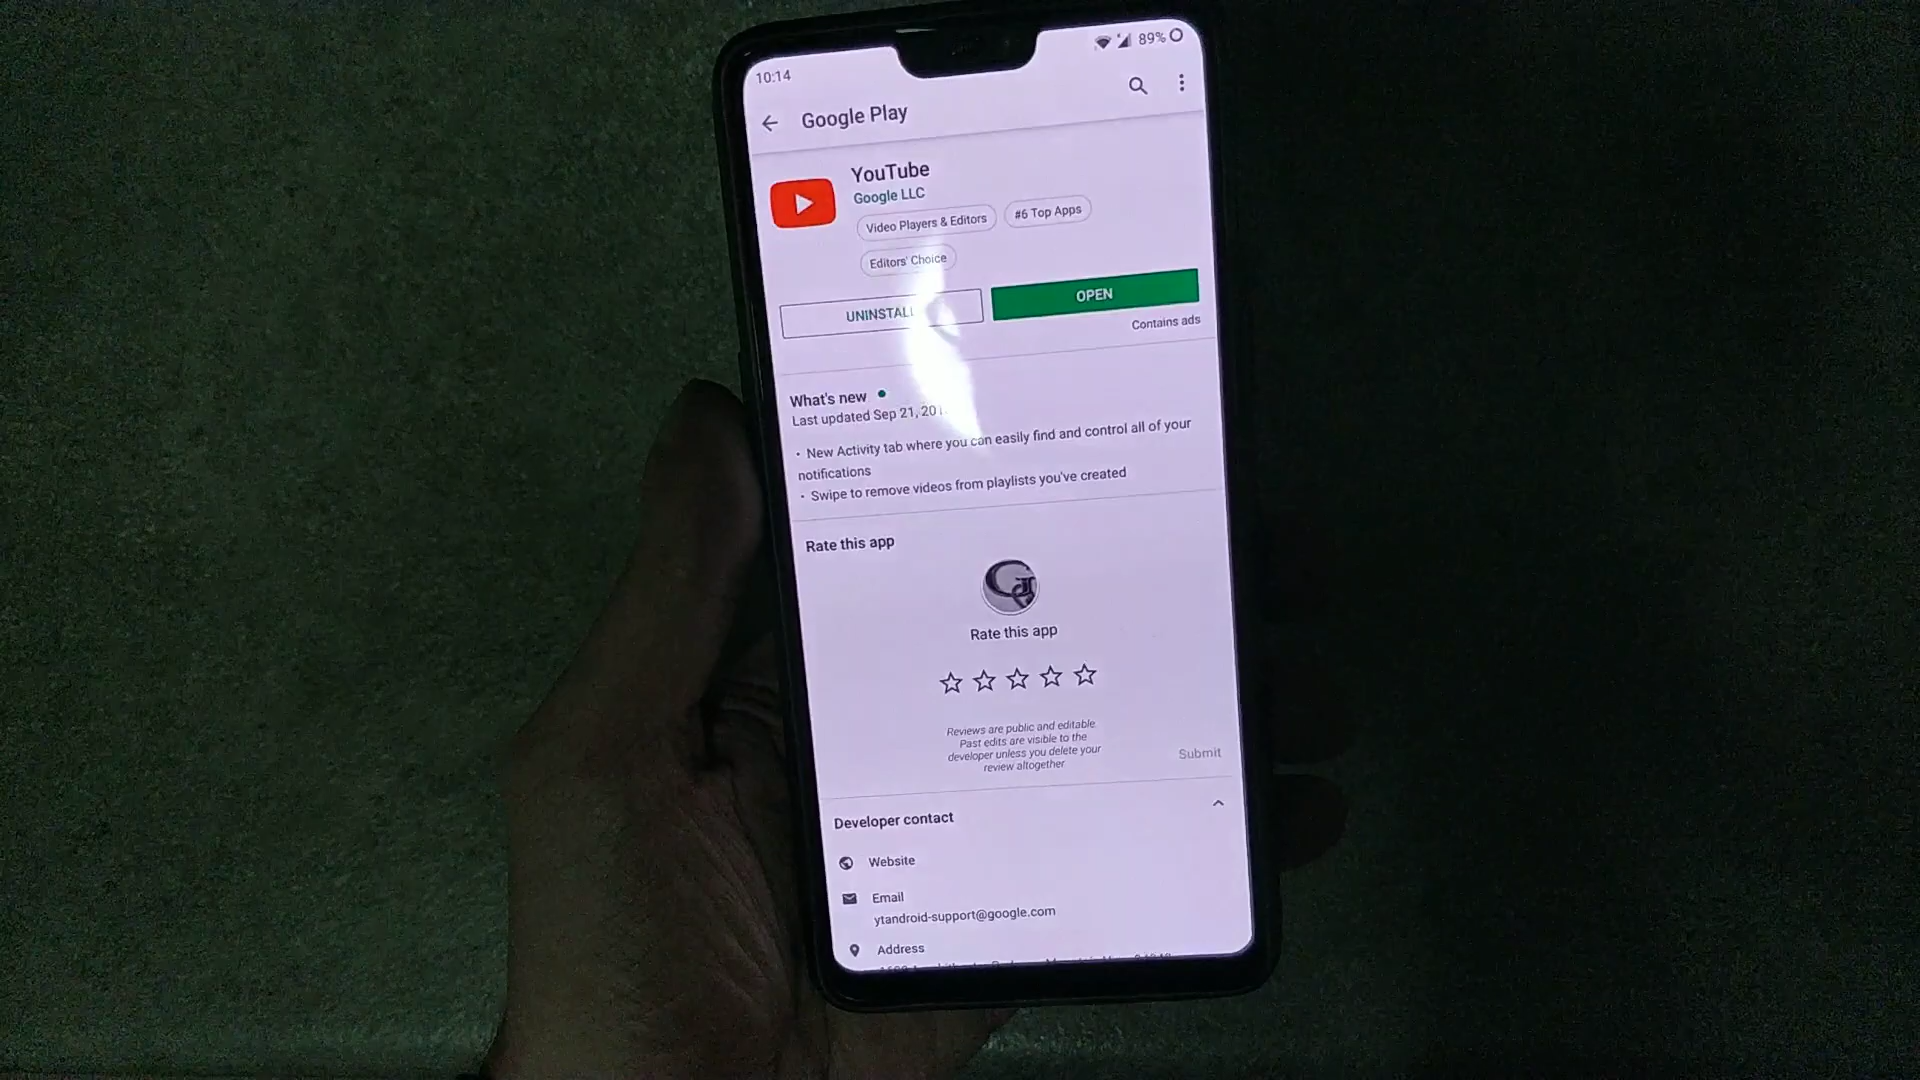 10:14
89%
Google Play
YouTube
Google LLC
Video Players & Editors
#6 Top Apps
Editors' Choice
UNINSTALL
OPEN
Contains ads
What's new
Last updated Sep 21,
• New Activity tab where you can easily find and control all of your
notifications
• Swipe to remove videos from playlists you've created
Rate this app
Rate this app
Reviews are public and editable
Past edits are visible to the
developer unless you delete your
review altogether
Submit
Developer contact
Website
Email
ytandroid-support@google.com
Address